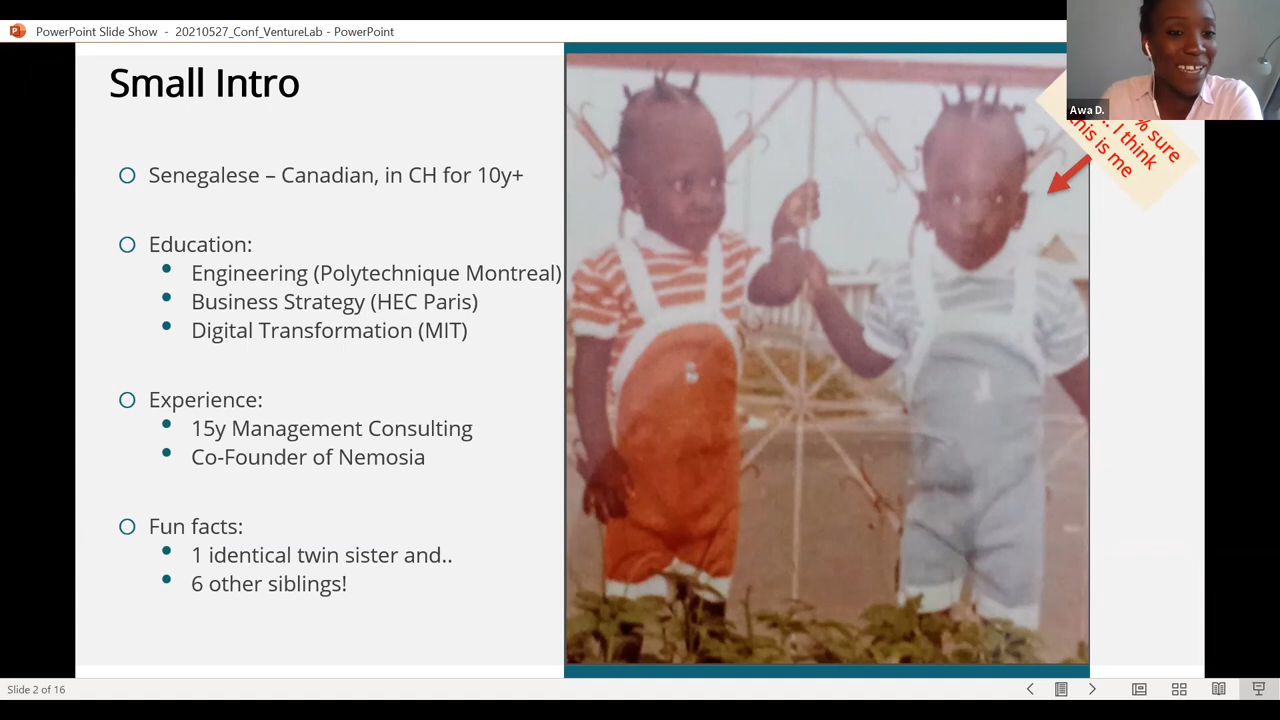 PowerPoint Slide Show - 20210527_Conf_VentureLab - PowerPoint
Awa D.
Small Intro
% sure
.. I think
this is me
Senegalese – Canadian, in CH for 10y+
Education:
Engineering (Polytechnique Montreal)
Business Strategy (HEC Paris)
Digital Transformation (MIT)
Experience:
15y Management Consulting
Co-Founder of Nemosia
Fun facts:
1 identical twin sister and..
6 other siblings!
Slide 2 of 16